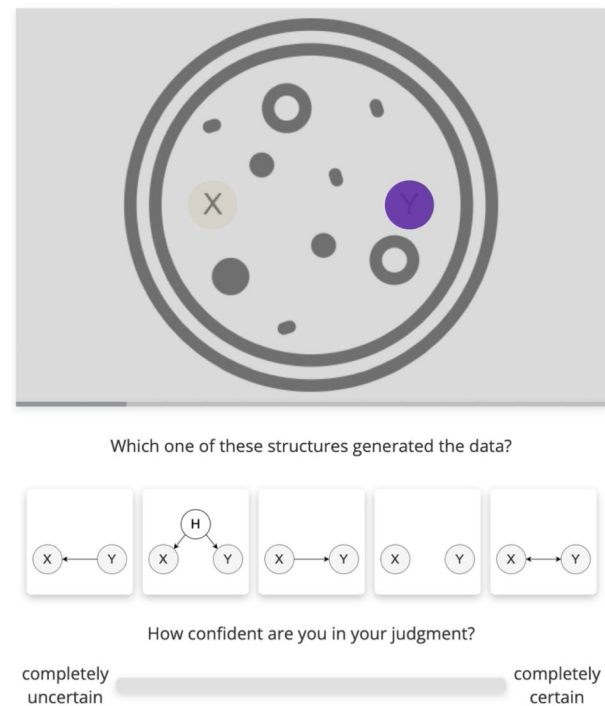 X Y
Which one of these structures generated the data?
H
X Y X Y X Y X Y X Y
How confident are you in your judgment?
completely uncertain
completely certain